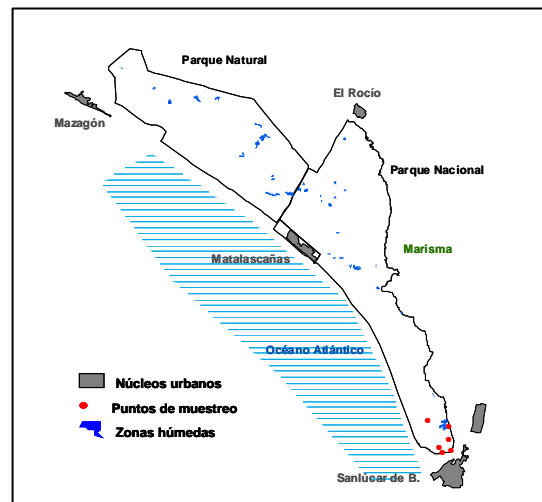 Parque Natural
El Rocío
Mazagón
Parque Nacional
Marisma
Matalascañas
Océano Atlántico
Núcleos urbanos
Puntos de muestreo
Zonas húmedas
Sanlúcar de B.